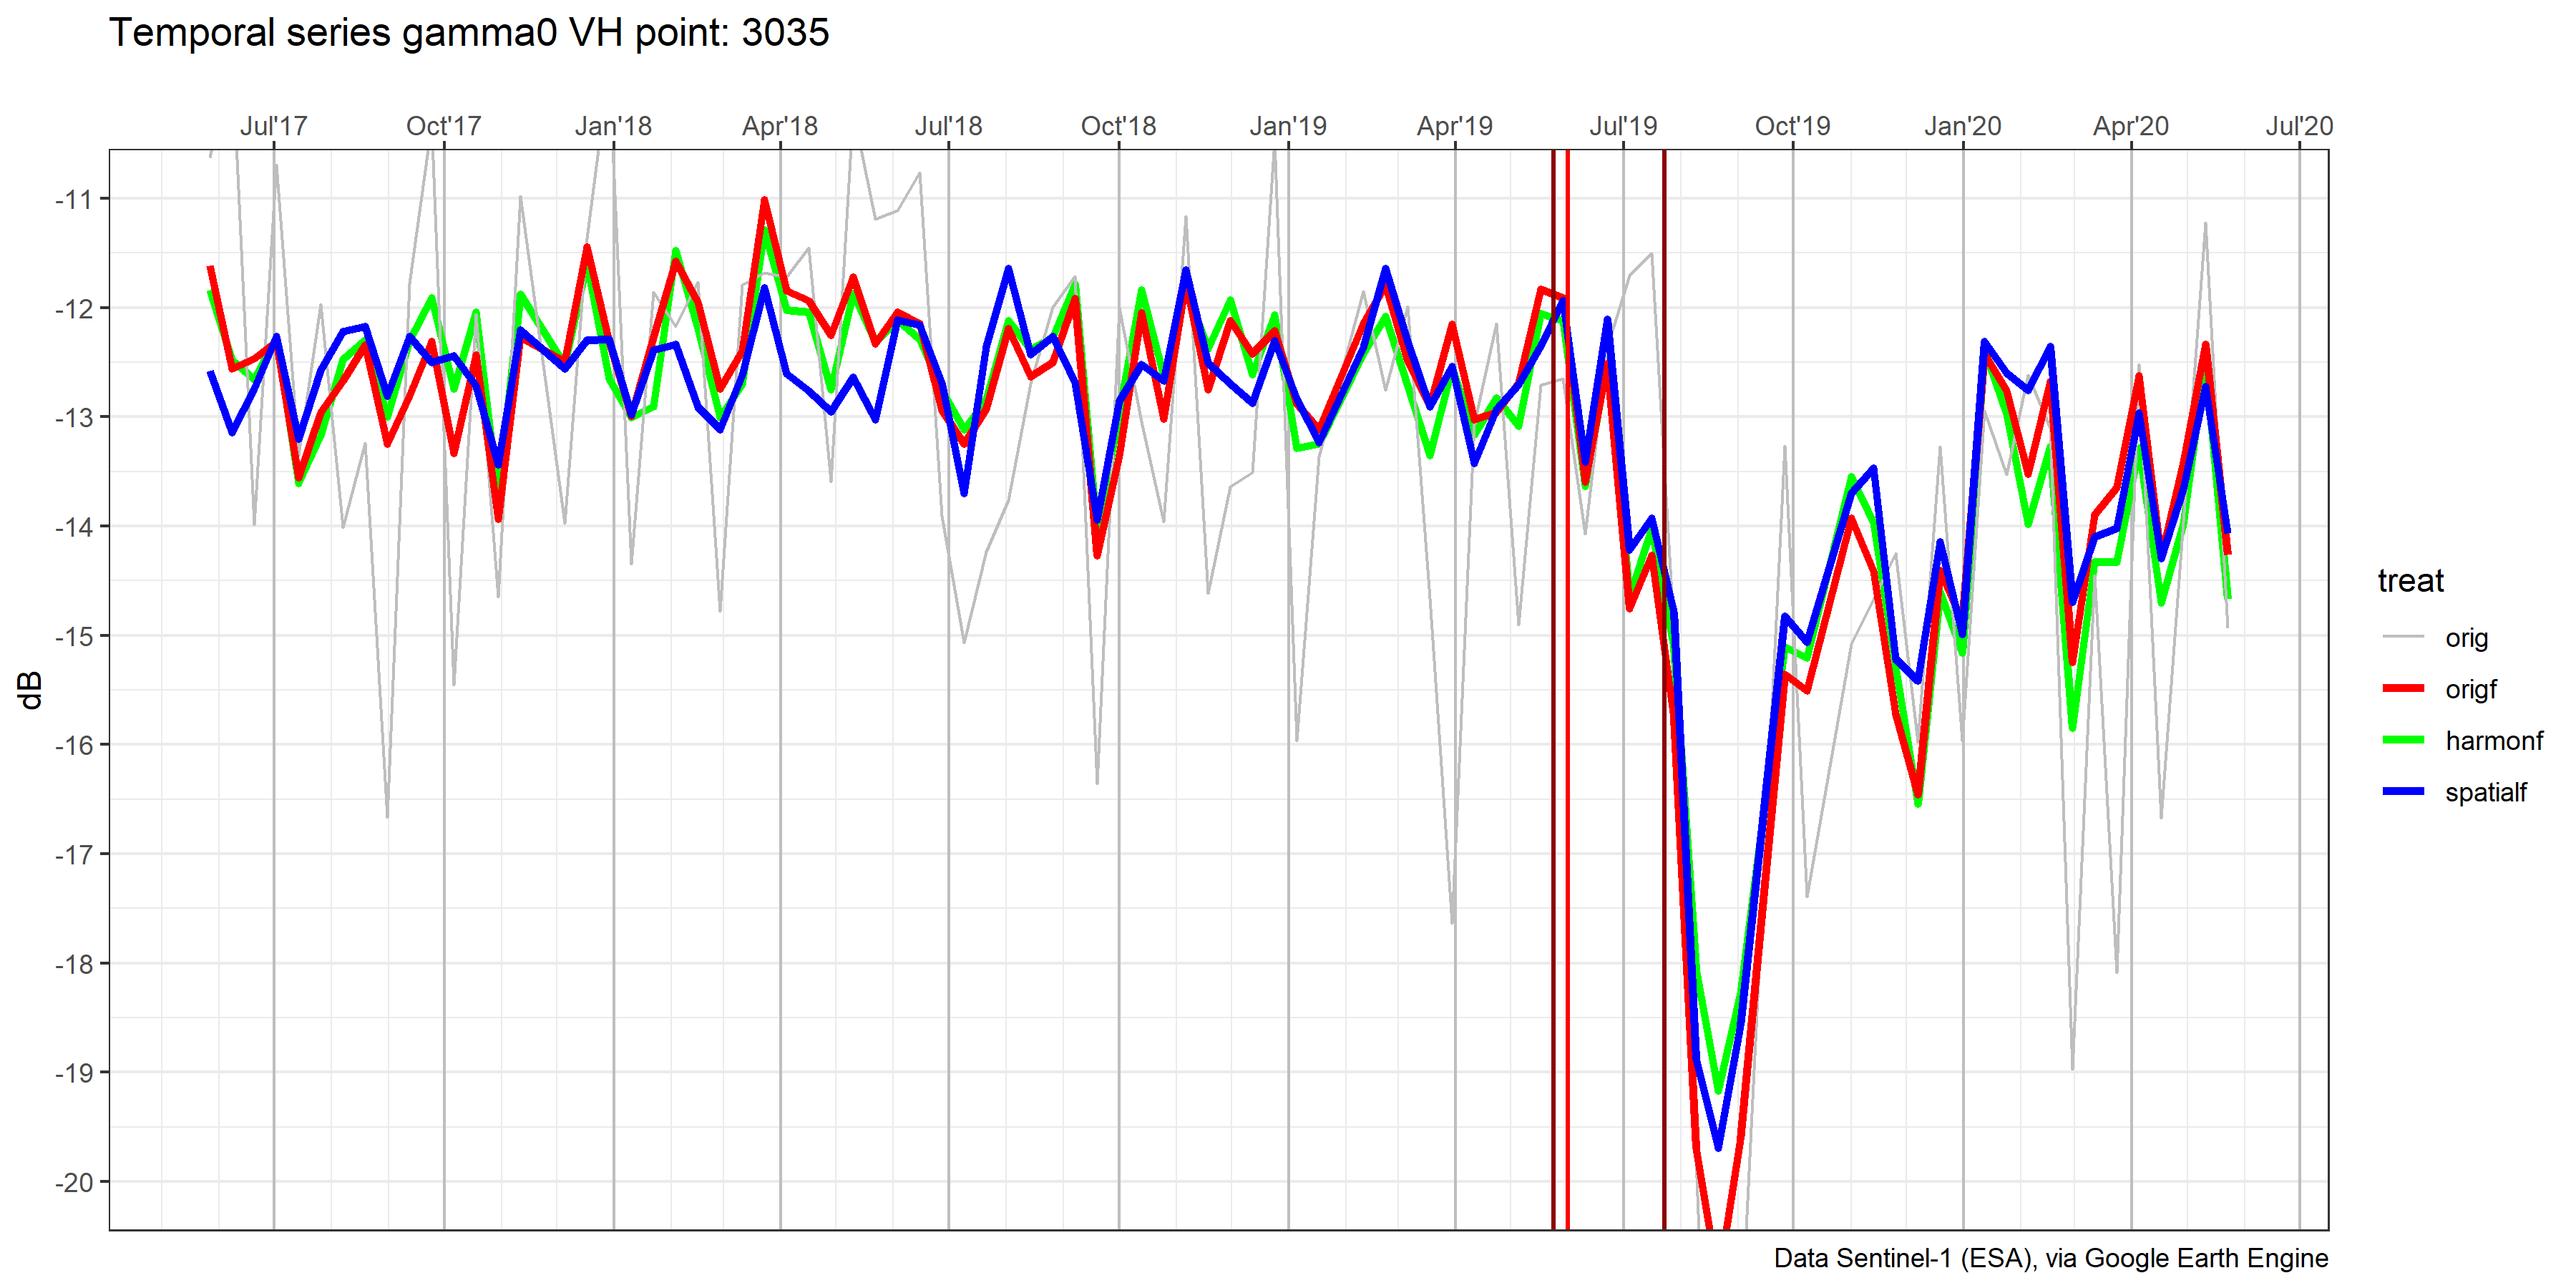 Temporal series gamma0 VH point: 3035
Jul'17 Oct'17 Jan'18 Apr'18 Jul'18 Oct'18 Jan'19 Apr'19 Jul'19 Oct'19 Jan'20 Apr'20 Jul'20
-11
-12
-13
-14
-15
-16
-17
-18
-19
-20
dB
treat
orig
origf
harmonf
spatialf
Data Sentinel-1 (ESA), via Google Earth Engine